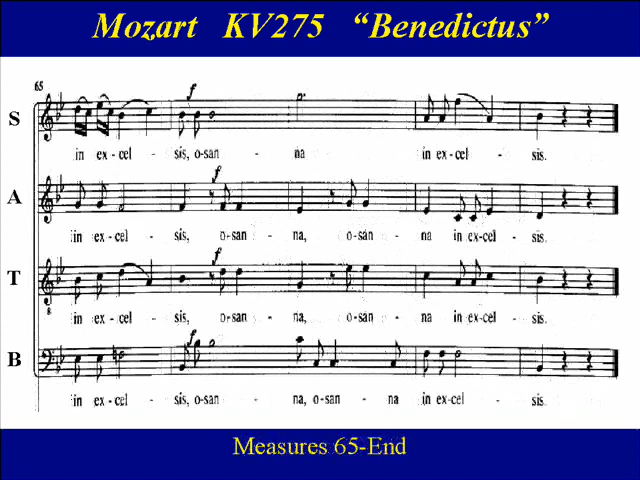 Mozart KV275 “Benedictus”
65
f
S
in ex-cel - sis, o-san - na in ex-cel - sis.
f
A
in ex-cel - sis, o-san - na, o-san - na in ex-cel - sis.
f
T
8
in ex-cel - sis, o-san - na, o-san - na in ex-cel - sis.
f
B
in ex-cel - sis, o-san - na, o-san - na in ex-cel - sis.
Measures 65-End